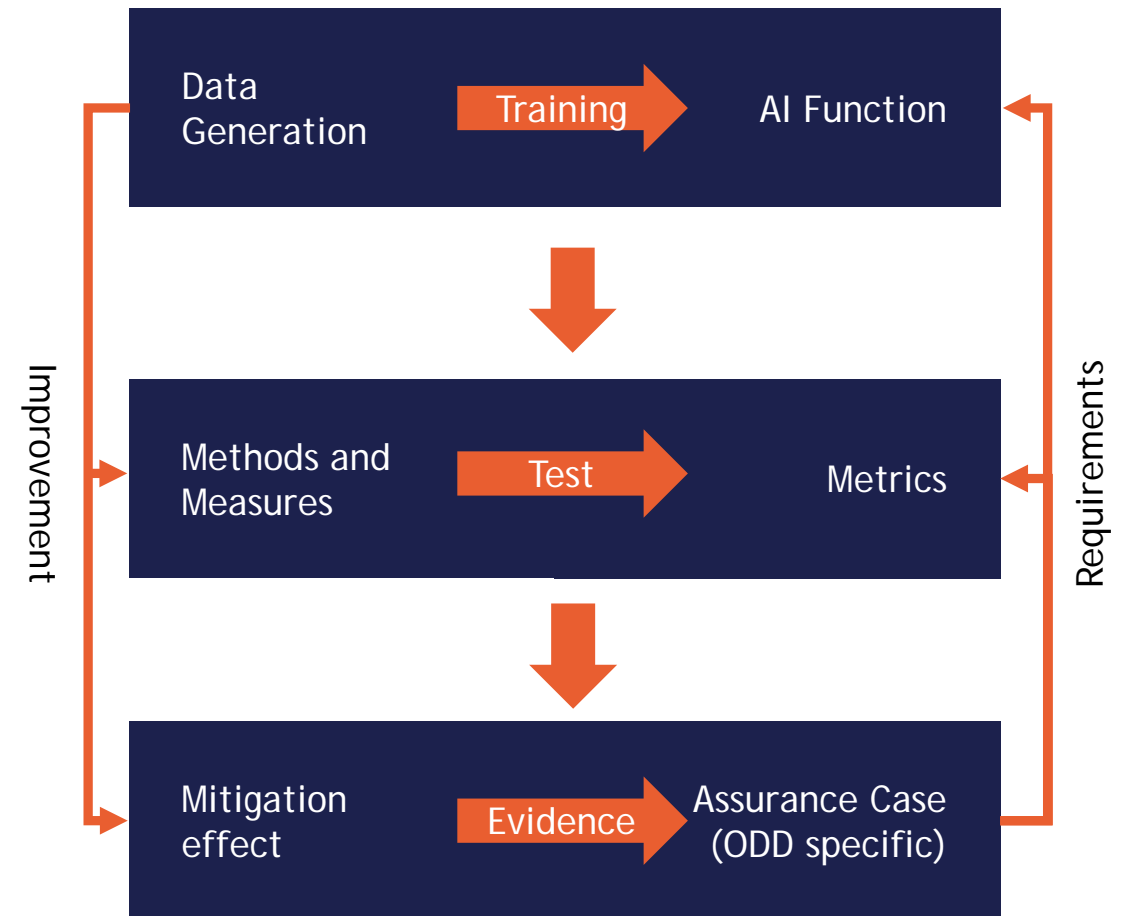 Data
Generation
Training
AI Function
Improvement
Requirements
Methods and
Measures
Test
Metrics
Mitigation
effect
Evidence
Assurance Case
(ODD specific)